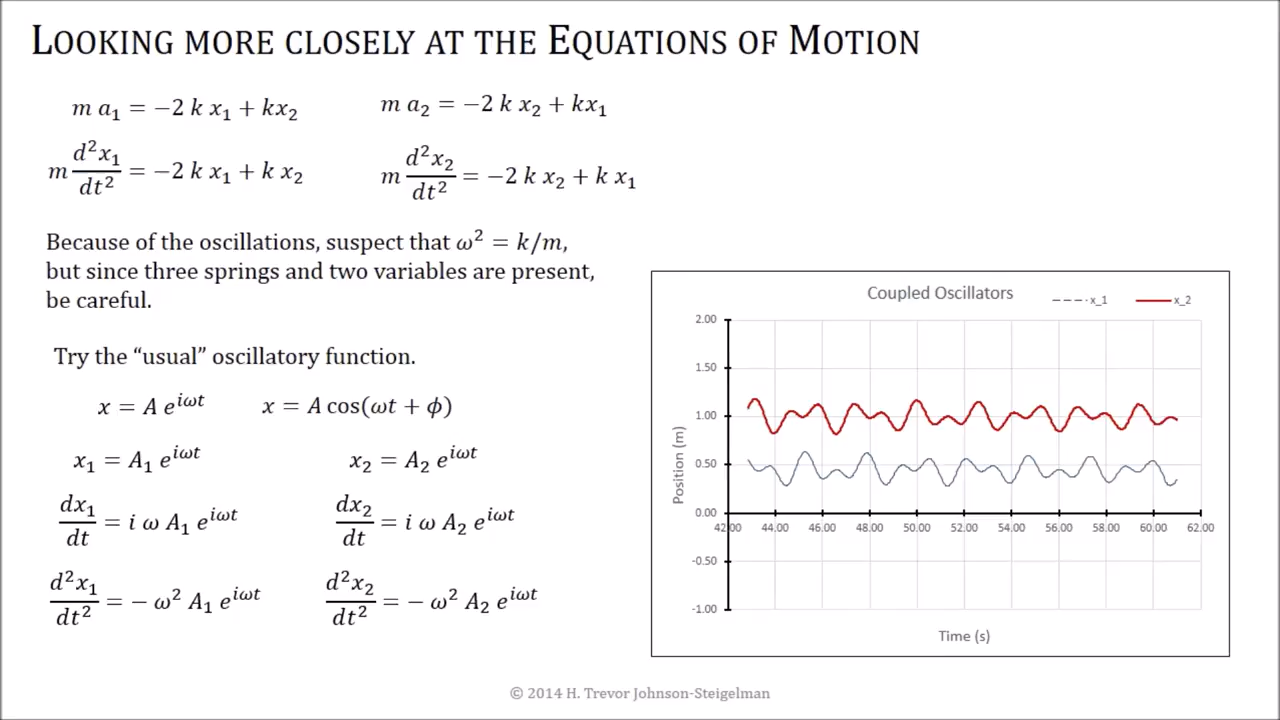 LOOKING MORE CLOSELY AT THE EQUATIONS OF MOTION
m a₁ = −2 k x₁ + kx₂
m a₂ = −2 k x₂ + kx₁
m d²x₁/dt² = −2 k x₁ + k x₂
m d²x₂/dt² = −2 k x₂ + k x₁
Because of the oscillations, suspect that ω² = k/m,
but since three springs and two variables are present,
be careful.
Try the “usual” oscillatory function.
x = A e^{iωt}
x = A cos(ωt + ϕ)
x₁ = A₁ e^{iωt}
x₂ = A₂ e^{iωt}
dx₁/dt = i ω A₁ e^{iωt}
dx₂/dt = i ω A₂ e^{iωt}
d²x₁/dt² = − ω² A₁ e^{iωt}
d²x₂/dt² = − ω² A₂ e^{iωt}
Coupled Oscillators
x_1
x_2
Position (m)
2.00
1.50
1.00
0.50
0.00
-0.50
-1.00
42.00 44.00 46.00 48.00 50.00 52.00 54.00 56.00 58.00 60.00 62.00
Time (s)
© 2014 H. Trevor Johnson-Steigelman